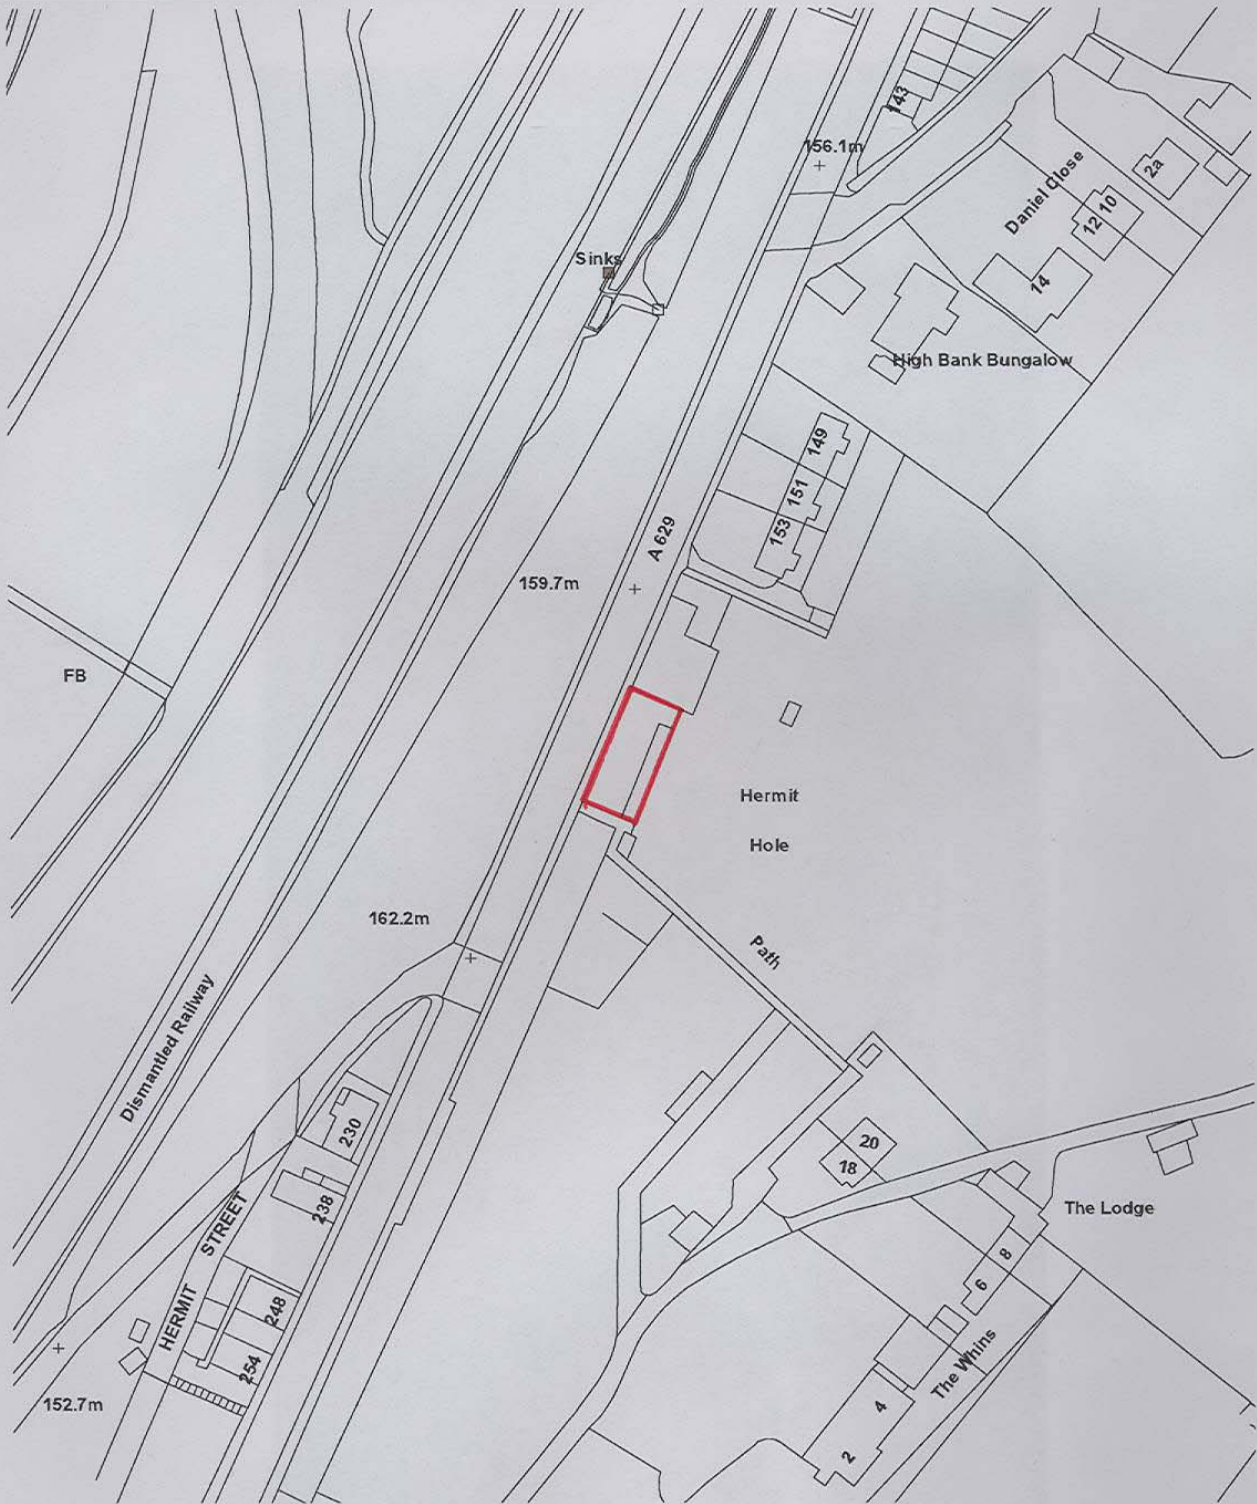 143
156.1m
Daniel Close
2a
10
12
14
Sinks
High Bank Bungalow
149
151
153
A 629
159.7m
FB
Hermit
Hole
162.2m
Path
Dismantled Railway
230
20
18
238
The Lodge
HERMIT STREET
8
6
248
254
The Whins
152.7m
4
2